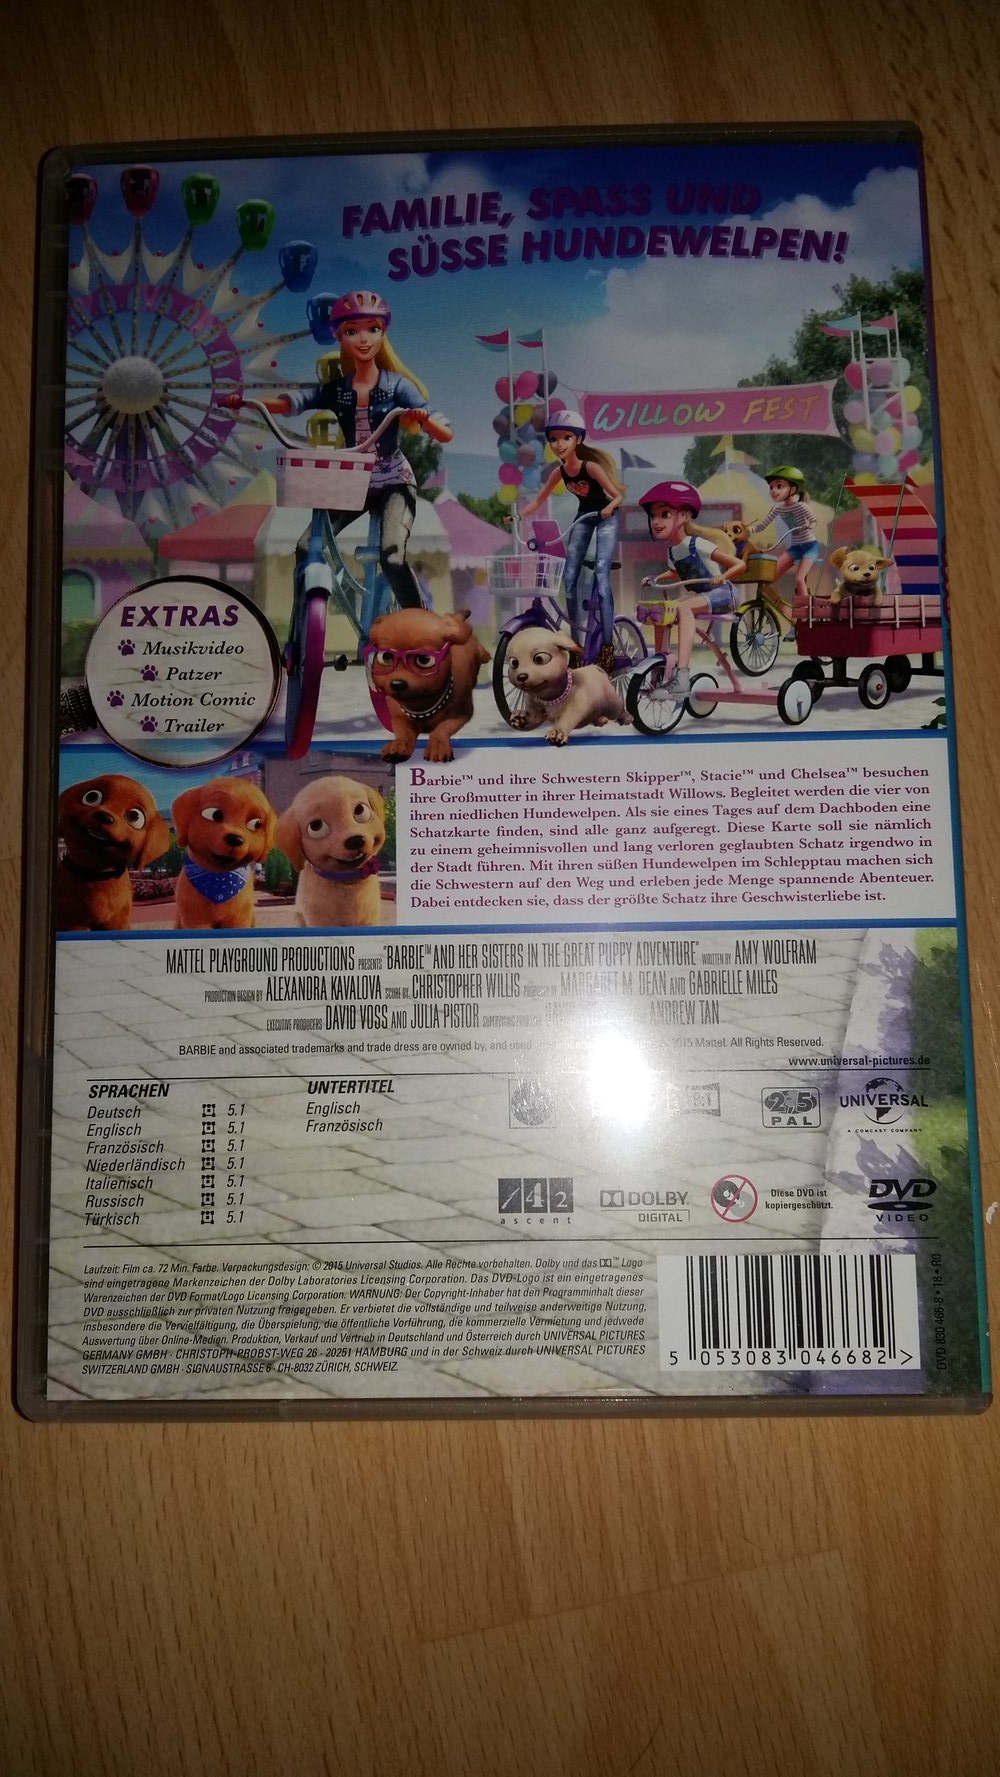 FAMILIE, SPASS UND
SÜSSE HUNDEWELPEN!
WILLOW FEST
EXTRAS
Musikvideo
Patzer
Motion Comic
Trailer
Barbie™ und ihre Schwestern Skipper™, Stacie™ und Chelsea™ besuchen
ihre Großmutter in ihrer Heimatstadt Willows. Begleitet werden die vier von
ihren niedlichen Hundewelpen. Als sie eines Tages auf dem Dachboden eine
Schatzkarte finden, sind alle ganz aufgeregt. Diese Karte soll sie nämlich
zu einem geheimnisvollen und lang verloren geglaubten Schatz irgendwo in
der Stadt führen. Mit ihren süßen Hundewelpen im Schlepptau machen sich
die Schwestern auf den Weg und erleben jede Menge spannende Abenteuer.
Dabei entdecken sie, dass der größte Schatz ihre Geschwisterliebe ist.
MATTEL PLAYGROUND PRODUCTIONS PRESENTS "BARBIE™ AND HER SISTERS IN THE GREAT PUPPY ADVENTURE" WRITTEN BY AMY WOLFRAM
PRODUCTION DESIGN BY ALEXANDRA KAVALOVA SCORE BY CHRISTOPHER WILLIS PRODUCED BY MARGARET M. DEAN AND GABRIELLE MILES
EXECUTIVE PRODUCERS DAVID VOSS AND JULIA PISTOR SUPERVISING ANDREW TAN
BARBIE and associated trademarks and trade dress are owned by, and used 2015 Mattel. All Rights Reserved.
www.universal-pictures.de
SPRACHEN
Deutsch 5.1
Englisch 5.1
Französisch 5.1
Niederländisch 5.1
Italienisch 5.1
Russisch 5.1
Türkisch 5.1
UNTERTITEL
Englisch
Französisch
2 5
PAL
UNIVERSAL
A COMCAST COMPANY
142
ascent
DOLBY
DIGITAL
Diese DVD ist
kopiergeschützt.
DVD
VIDEO
Laufzeit: Film ca. 72 Min. Farbe. Verpackungsdesign: © 2015 Universal Studios. Alle Rechte vorbehalten. Dolby und das ™ Logo
sind eingetragene Markenzeichen der Dolby Laboratories Licensing Corporation. Das DVD-Logo ist ein eingetragenes
Warenzeichen der DVD Format/Logo Licensing Corporation. WARNUNG: Der Copyright-Inhaber hat den Programminhalt dieser
DVD ausschließlich zur privaten Nutzung freigegeben. Er verbietet die vollständige und teilweise anderweitige Nutzung,
insbesondere die Vervielfältigung, die Überspielung, die öffentliche Vorführung, die kommerzielle Vermietung und jedwede
Auswertung über Online-Medien. Produktion, Verkauf und Vertrieb in Deutschland und Österreich durch UNIVERSAL PICTURES
GERMANY GMBH · CHRISTOPH-PROBST-WEG 26 · 20251 HAMBURG und in der Schweiz durch UNIVERSAL PICTURES
SWITZERLAND GMBH · SIGNAUSTRASSE 6 · CH-8032 ZÜRICH, SCHWEIZ.
5 053083 046682 >
DVD 830 466-8 • 18 • R0